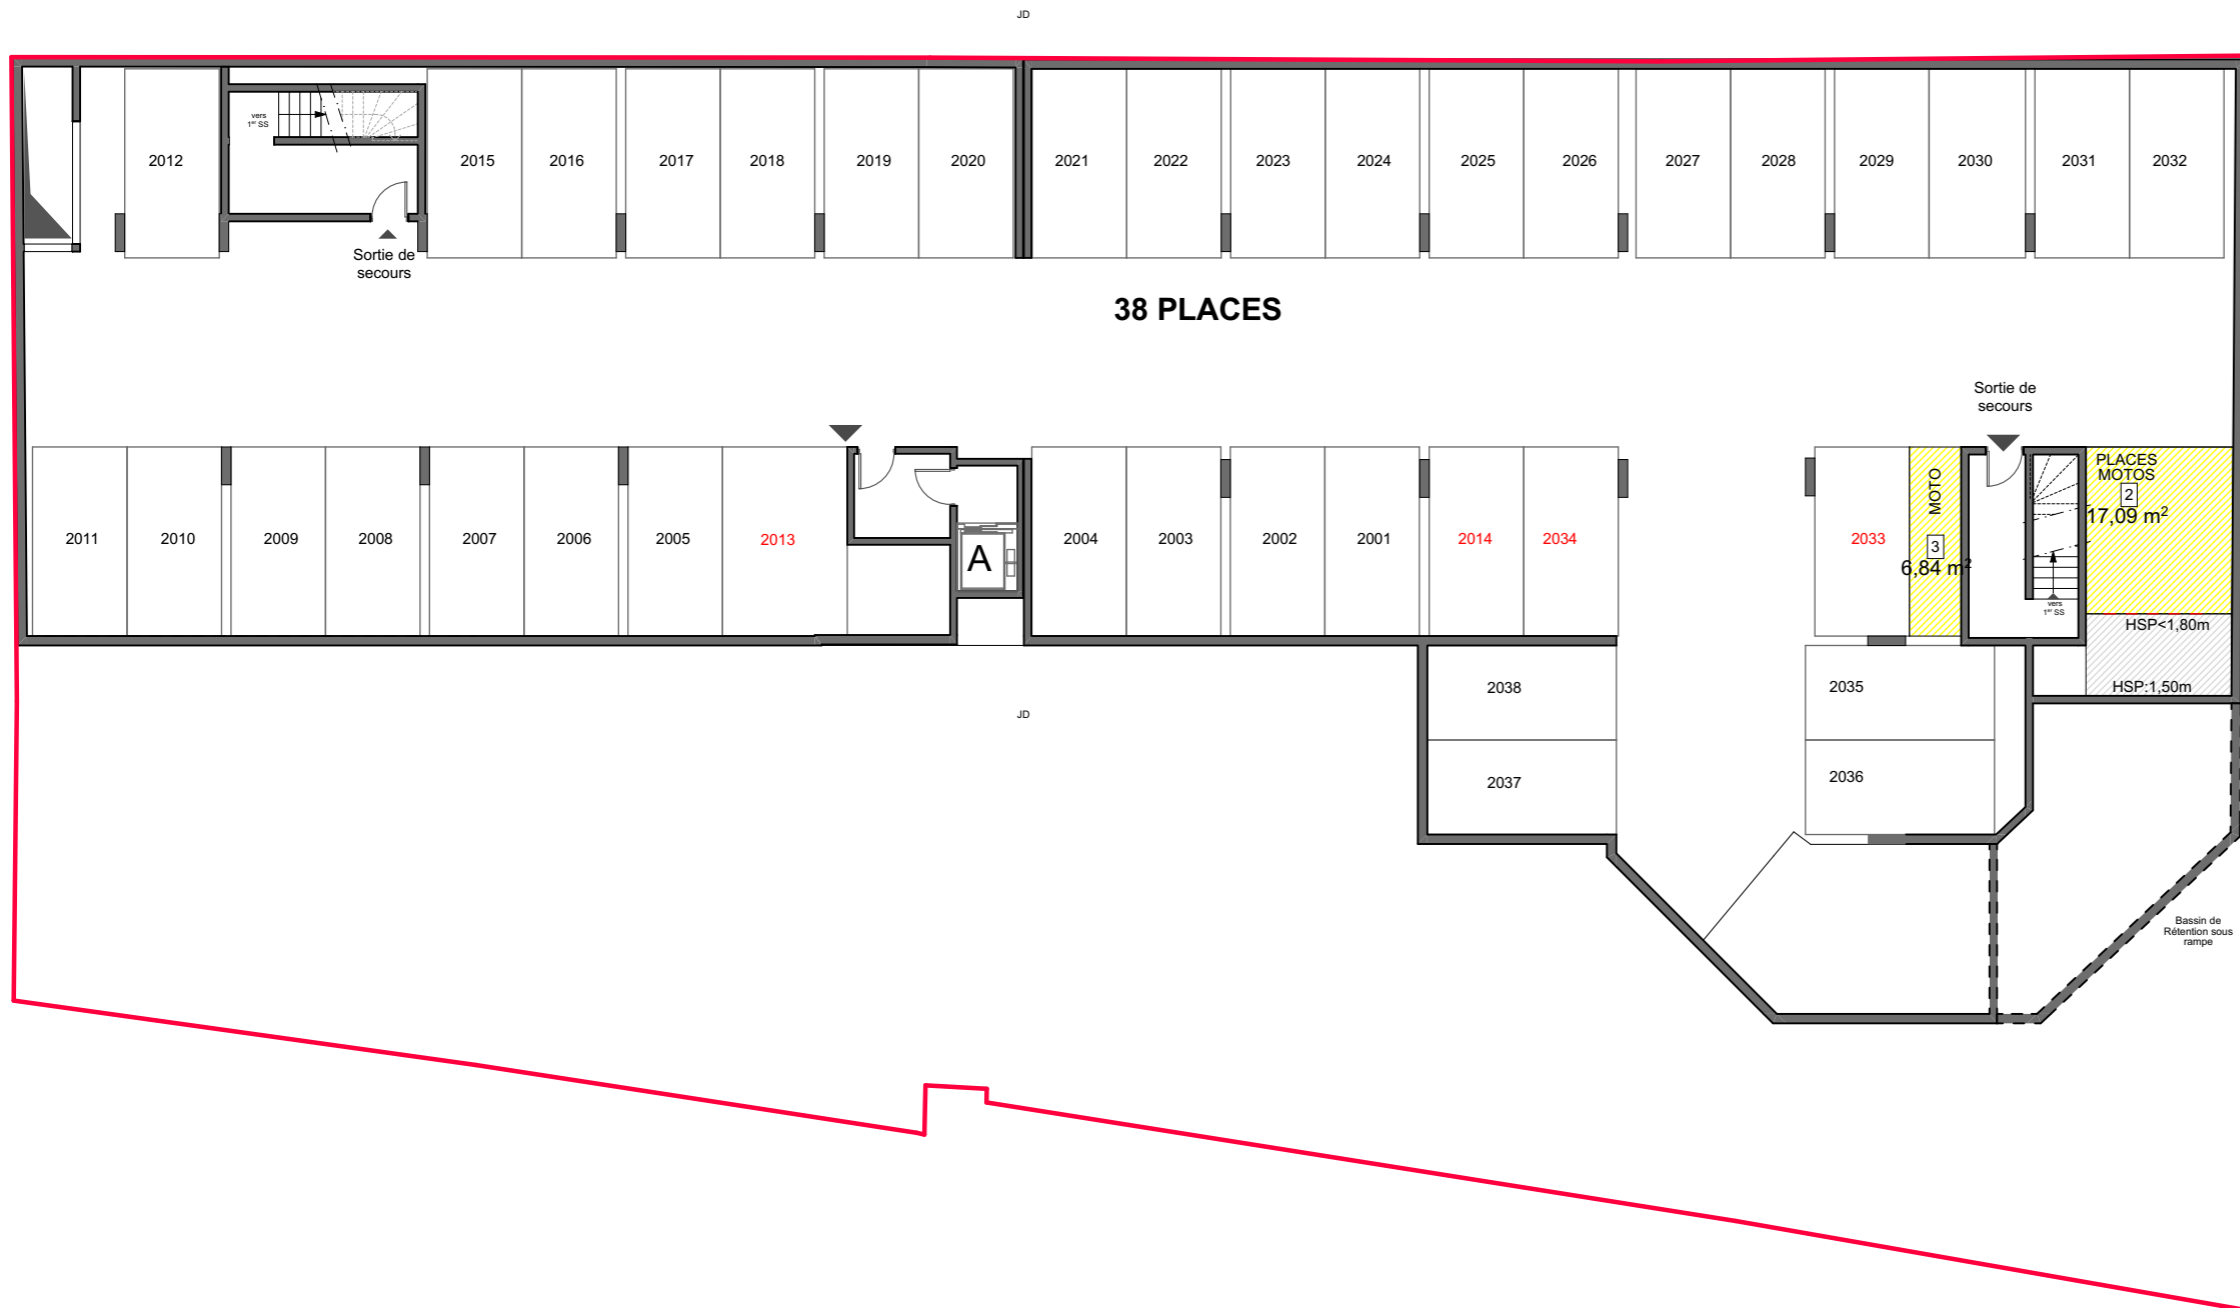 JD
vers
1er SS
2012
2015
2016
2017
2018
2019
2020
2021
2022
2023
2024
2025
2026
2027
2028
2029
2030
2031
2032
Sortie de
secours
38 PLACES
Sortie de
secours
2011
2010
2009
2008
2007
2006
2005
2013
A
2004
2003
2002
2001
2014
2034
2033
MOTO
3
6,84 m²
PLACES
MOTOS
2
17,09 m²
vers
1er SS
HSP<1,80m
HSP:1,50m
2038
2035
JD
2037
2036
Bassin de
Rétention sous
rampe